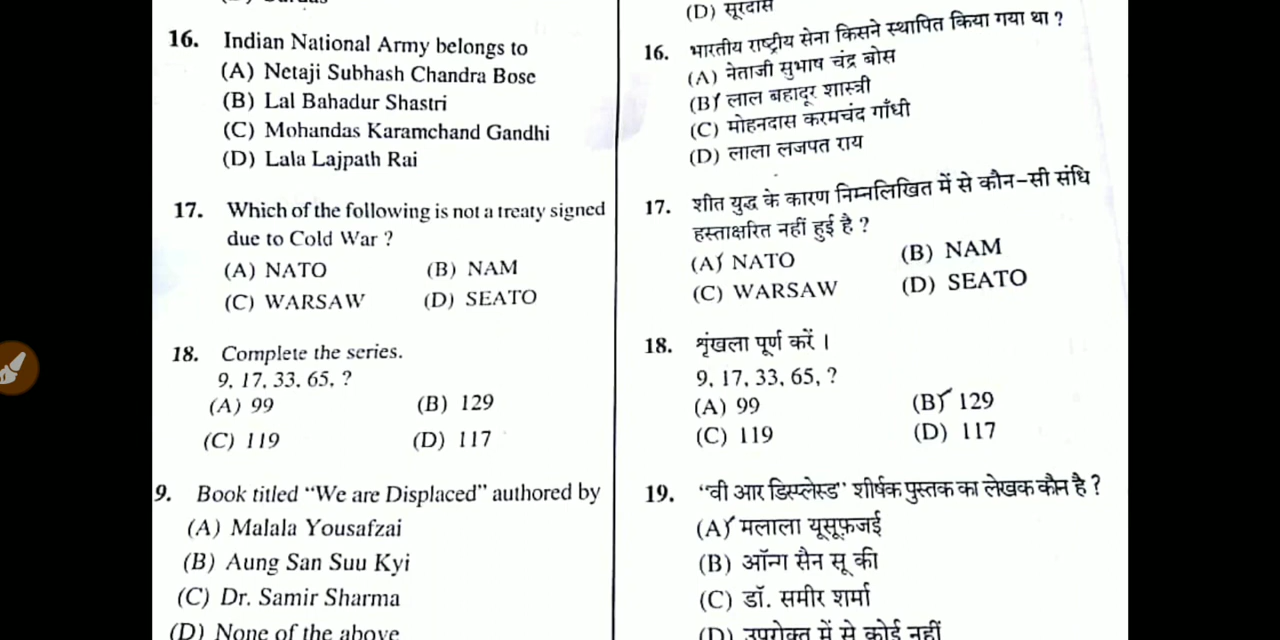 16. Indian National Army belongs to
(A) Netaji Subhash Chandra Bose
(B) Lal Bahadur Shastri
(C) Mohandas Karamchand Gandhi
(D) Lala Lajpath Rai
17. Which of the following is not a treaty signed
due to Cold War ?
(A) NATO (B) NAM
(C) WARSAW (D) SEATO
18. Complete the series.
9, 17, 33, 65, ?
(A) 99 (B) 129
(C) 119 (D) 117
9. Book titled “We are Displaced” authored by
(A) Malala Yousafzai
(B) Aung San Suu Kyi
(C) Dr. Samir Sharma
(D) None of the above
(D) सूरदास
16. भारतीय राष्ट्रीय सेना किसने स्थापित किया गया था ?
(A) नेताजी सुभाष चंद्र बोस
(B) लाल बहादूर शास्त्री
(C) मोहनदास करमचंद गाँधी
(D) लाला लजपत राय
17. शीत युद्ध के कारण निम्नलिखित में से कौन-सी संधि
हस्ताक्षरित नहीं हुई है ?
(A) NATO (B) NAM
(C) WARSAW (D) SEATO
18. शृंखला पूर्ण करें ।
9, 17, 33, 65, ?
(A) 99 (B) 129
(C) 119 (D) 117
19. “वी आर डिस्प्लेस्ड” शीर्षक पुस्तक का लेखक कौन है ?
(A) मलाला यूसूफ़जई
(B) ऑन्ग सैन सू की
(C) डॉ. समीर शर्मा
(D) उपरोक्त में से कोई नहीं